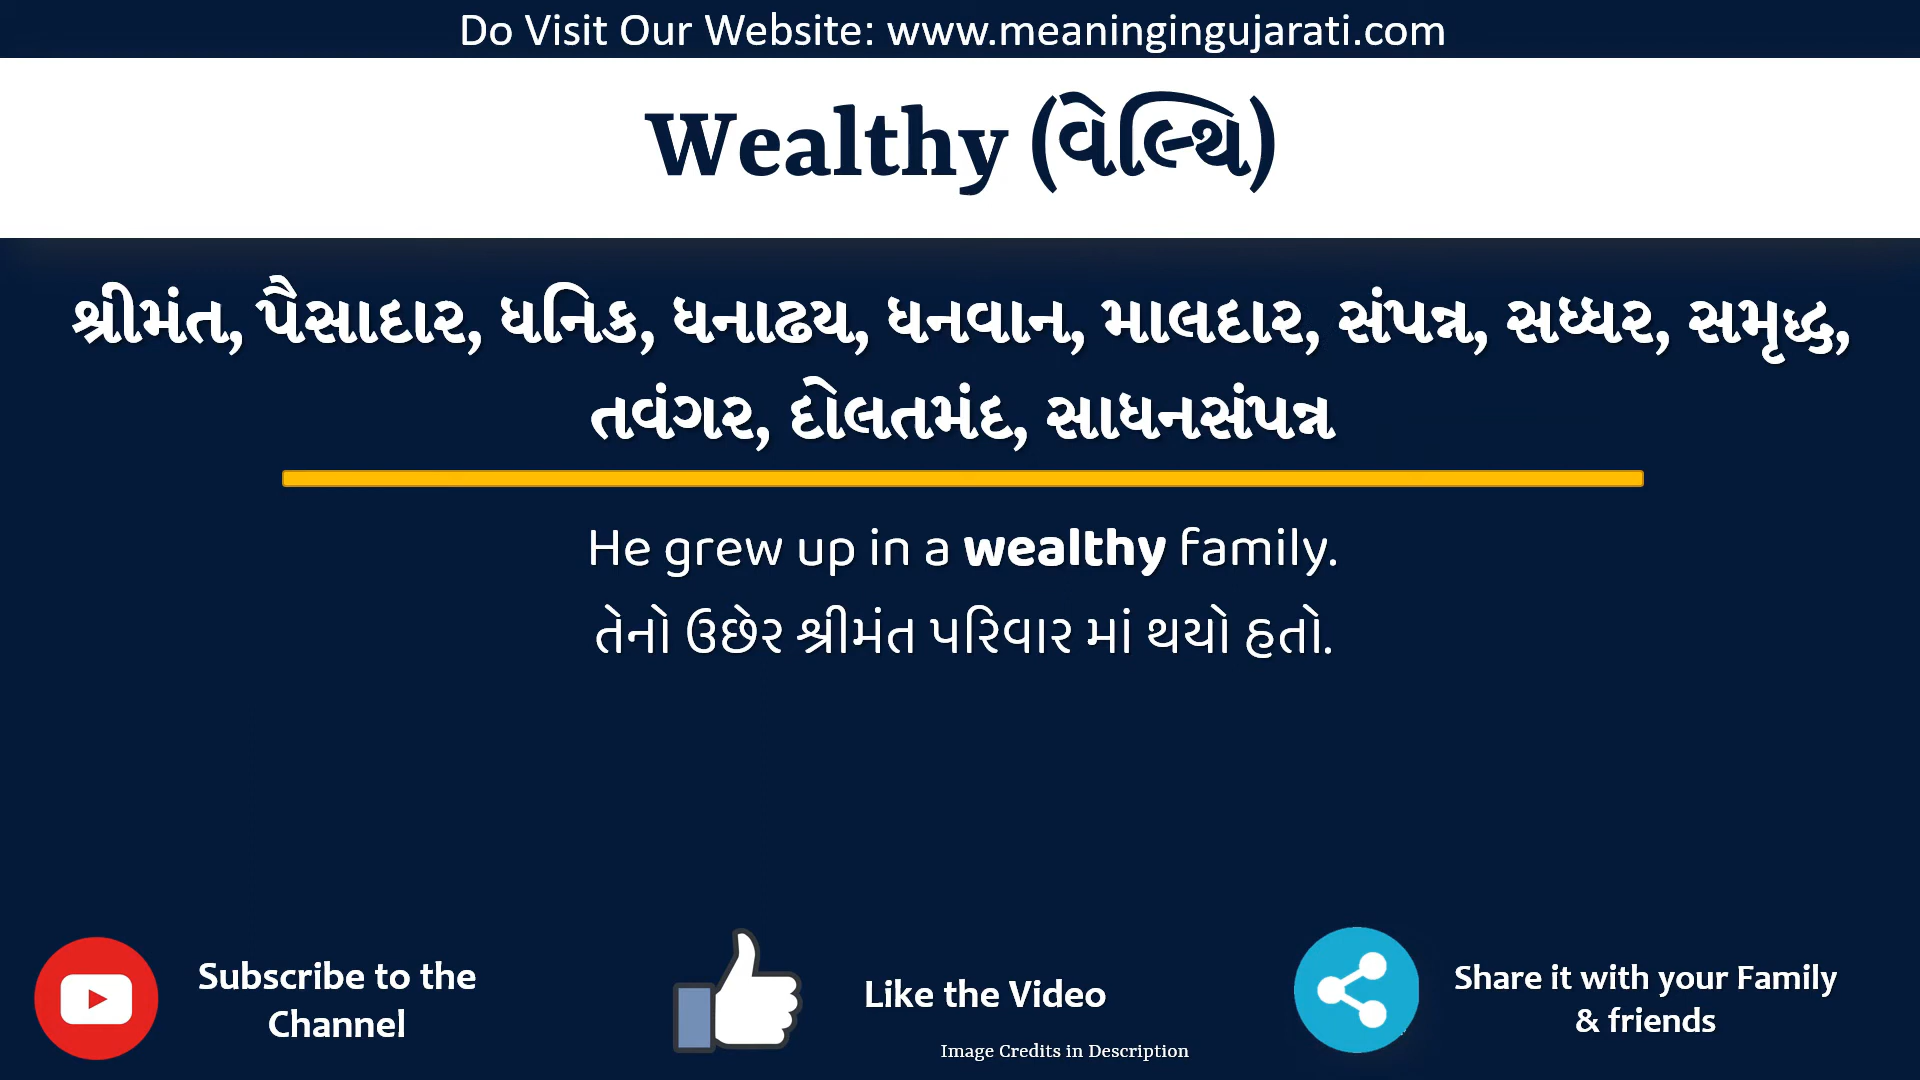 Do Visit Our Website: www.meaningingujarati.com
Wealthy (વેલ્થિ)
શ્રીમંત, પૈસાદાર, ધનિક, ધનાઢય, ધનવાન, માલદાર, સંપન્ન, સધ્ધર, સમૃદ્ધ,
તવંગર, દોલતમંદ, સાધનસંપન્ન
He grew up in a wealthy family.
તેનો ઉછેર શ્રીમંત પરિવાર માં થયો હતો.
Subscribe to the
Channel
Like the Video
Share it with your Family
& friends
Image Credits in Description